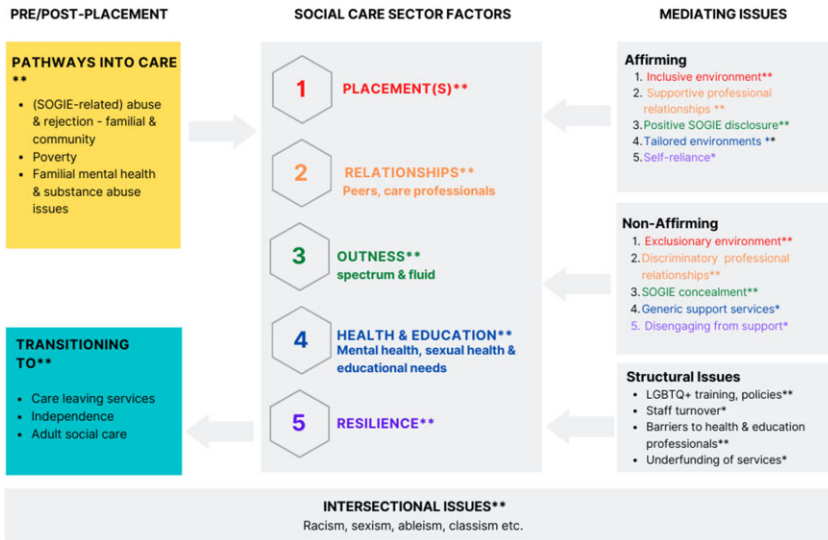 PRE/POST-PLACEMENT
SOCIAL CARE SECTOR FACTORS
MEDIATING ISSUES
PATHWAYS INTO CARE
**
• (SOGIE-related) abuse
& rejection - familial &
community
• Poverty
• Familial mental health
& substance abuse
issues
TRANSITIONING
TO**
• Care leaving services
• Independence
• Adult social care
1 PLACEMENT(S)**
2 RELATIONSHIPS**
Peers, care professionals
3 OUTNESS**
spectrum & fluid
4 HEALTH & EDUCATION**
Mental health, sexual health &
educational needs
5 RESILIENCE**
Affirming
1. Inclusive environment**
2. Supportive professional
relationships **
3. Positive SOGIE disclosure**
4. Tailored environments **
5. Self-reliance*
Non-Affirming
1. Exclusionary environment**
2. Discriminatory professional
relationships**
3. SOGIE concealment**
4. Generic support services*
5. Disengaging from support*
Structural Issues
• LGBTQ+ training, policies**
• Staff turnover*
• Barriers to health & education
professionals**
• Underfunding of services*
INTERSECTIONAL ISSUES**
Racism, sexism, ableism, classism etc.